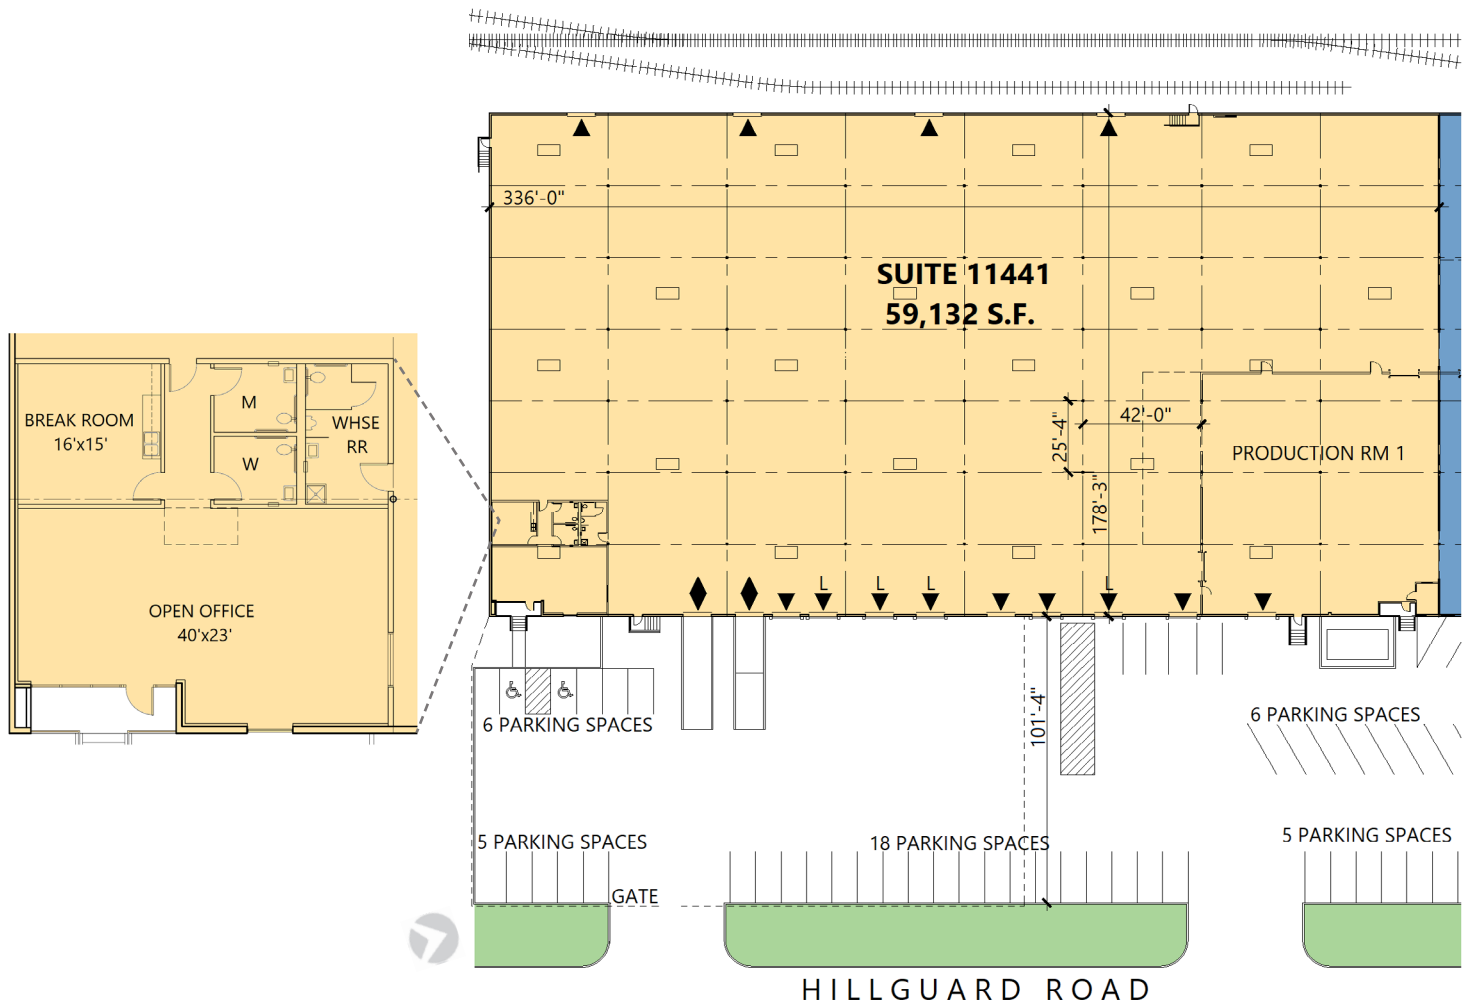 336'-0"
SUITE 11441
59,132 S.F.
BREAK ROOM
16'x15'
M
WHSE
RR
W
OPEN OFFICE
40'x23'
25'-4"
42'-0"
PRODUCTION RM 1
178'-3"
L
L
L
L
101'-4"
6 PARKING SPACES
6 PARKING SPACES
5 PARKING SPACES
18 PARKING SPACES
5 PARKING SPACES
GATE
HILLGUARD ROAD